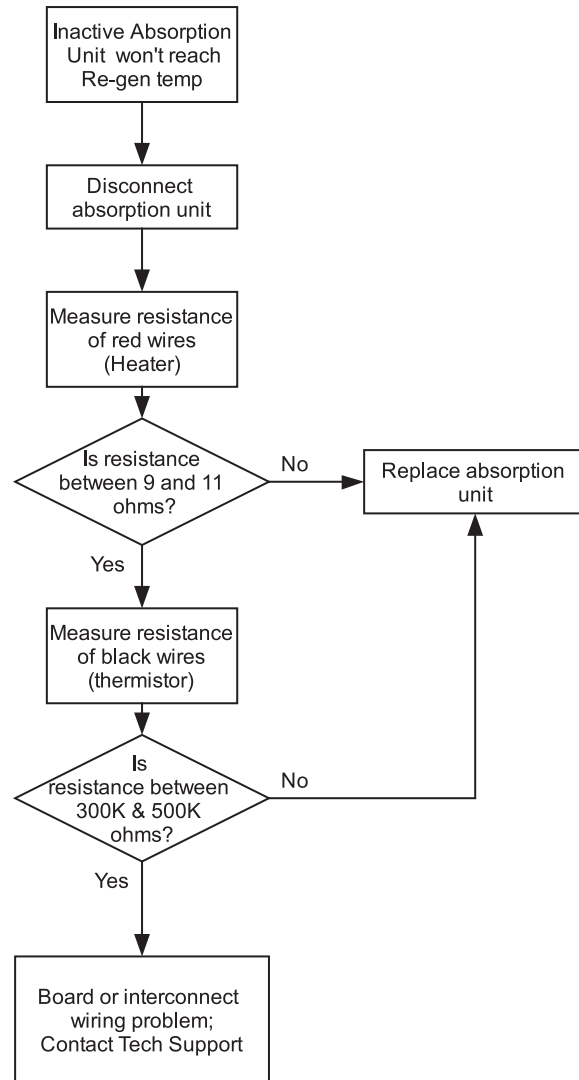 Inactive Absorption
Unit won't reach
Re-gen temp
Disconnect
absorption unit
Measure resistance
of red wires
(Heater)
Is resistance
between 9 and 11
ohms?
No
Replace absorption
unit
Yes
Measure resistance
of black wires
(thermistor)
Is
resistance between
300K & 500K
ohms?
No
Yes
Board or interconnect
wiring problem;
Contact Tech Support